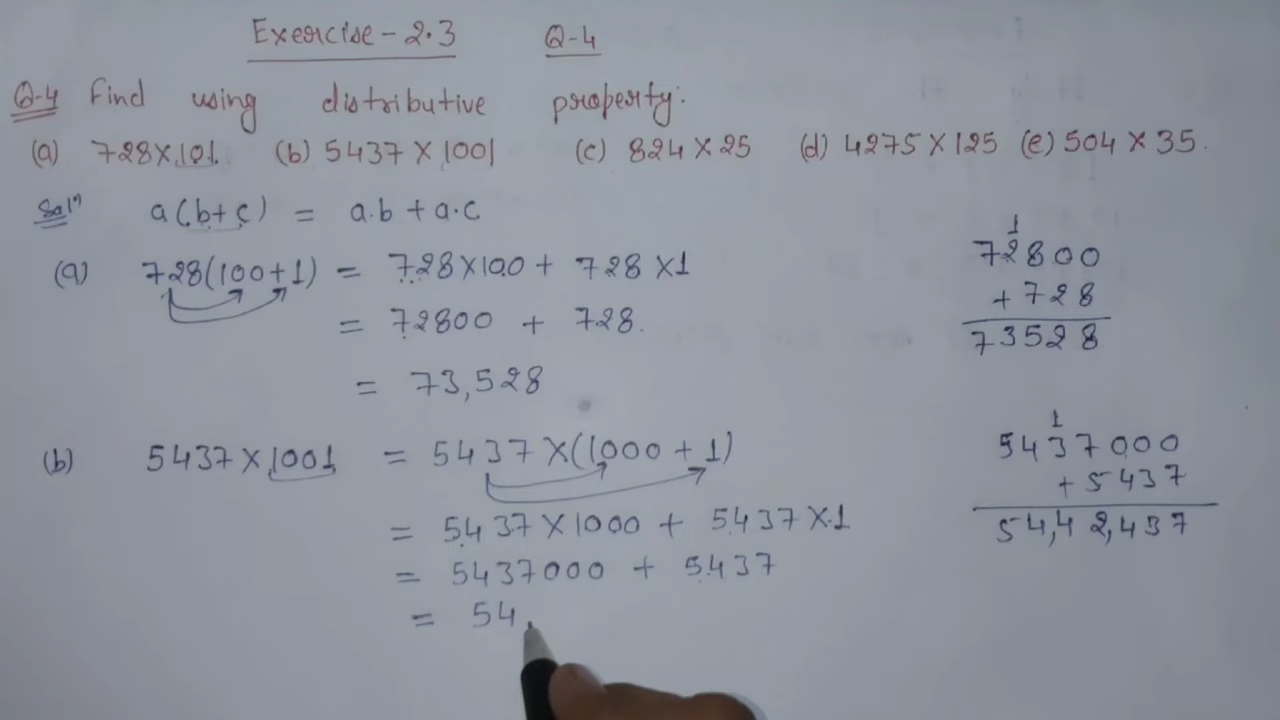 Exercise - 2.3 Q-4
Q-4 Find using distributive property:
(a) 728×101 (b) 5437 × 1001 (c) 824 × 25 (d) 4275 × 125 (e) 504 × 35.
Solⁿ a(b+c) = a.b + a.c
(a) 728(100+1) = 728×100 + 728 ×1
= 72800 + 728.
= 73,528
1
72800
+ 728
73528
(b) 5437 × 1001 = 5437 ×(1000 + 1)
= 5437 × 1000 + 5437 × 1
= 5437000 + 5437
= 54,
1
5437000
+ 5437
54,42,437